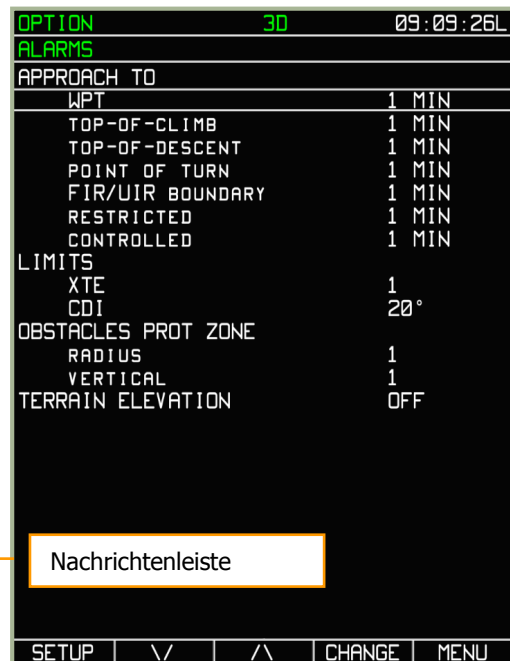 OPTION 3D 09:09:26L
ALARMS
APPROACH TO
WPT 1 MIN
TOP-OF-CLIMB 1 MIN
TOP-OF-DESCENT 1 MIN
POINT OF TURN 1 MIN
FIR/UIR BOUNDARY 1 MIN
RESTRICTED 1 MIN
CONTROLLED 1 MIN
LIMITS
XTE 1
CDI 20°
OBSTACLES PROT ZONE
RADIUS 1
VERTICAL 1
TERRAIN ELEVATION OFF
Nachrichtenleiste
SETUP \/ /\ CHANGE MENU